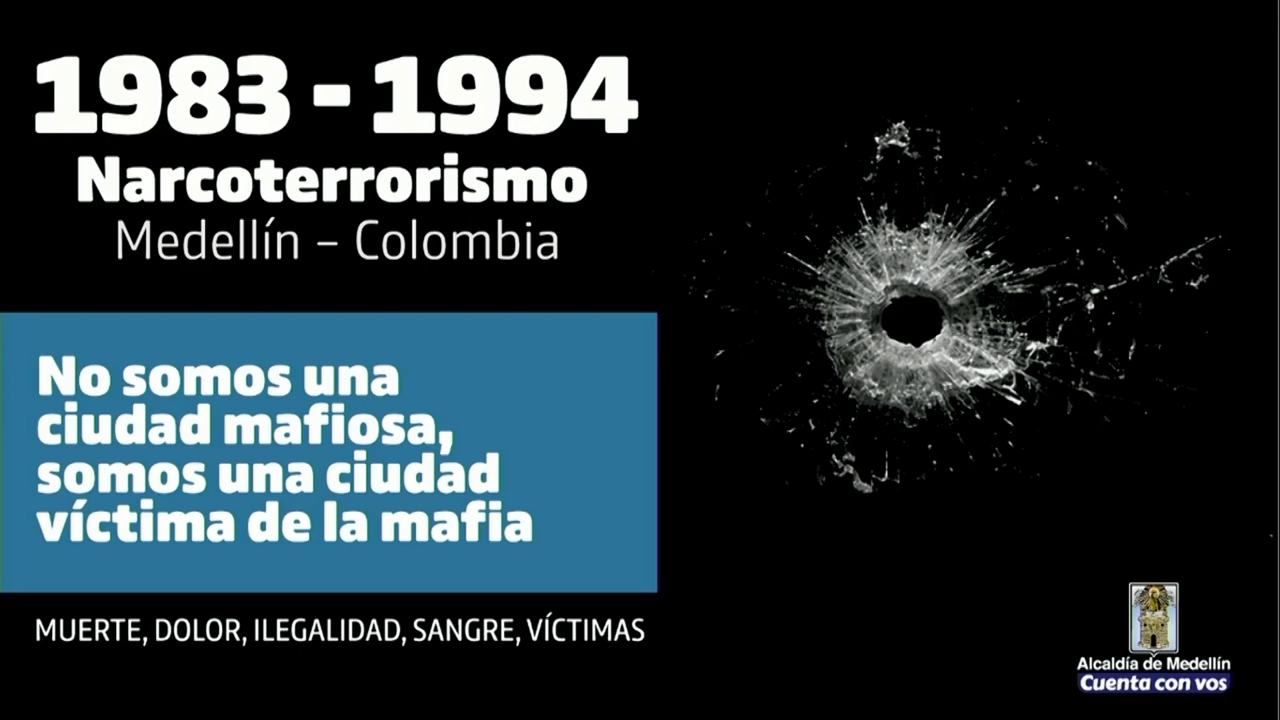 1983 - 1994
Narcoterrorismo
Medellín – Colombia
No somos una
ciudad mafiosa,
somos una ciudad
víctima de la mafia
MUERTE, DOLOR, ILEGALIDAD, SANGRE, VÍCTIMAS
Alcaldía de Medellín
Cuenta con vos